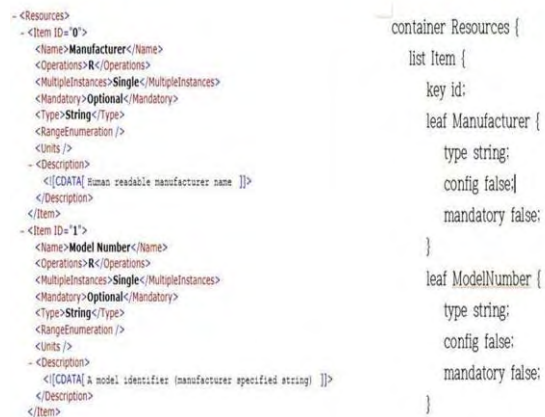 - <Resources>
- <Item ID="0">
<Name>Manufacturer</Name>
<Operations>R</Operations>
<MultipleInstances>Single</MultipleInstances>
<Mandatory>Optional</Mandatory>
<Type>String</Type>
<RangeEnumeration />
<Units />
- <Description>
<![CDATA[ Human readable manufacturer name ]]>
</Description>
</Item>
- <Item ID="1">
<Name>Model Number</Name>
<Operations>R</Operations>
<MultipleInstances>Single</MultipleInstances>
<Mandatory>Optional</Mandatory>
<Type>String</Type>
<RangeEnumeration />
<Units />
- <Description>
<![CDATA[ A model identifier (manufacturer specified string) ]]>
</Description>
</Item>
container Resources {
list Item {
key id;
leaf Manufacturer {
type string;
config false;
mandatory false;
}
leaf ModelNumber {
type string;
config false;
mandatory false;
}